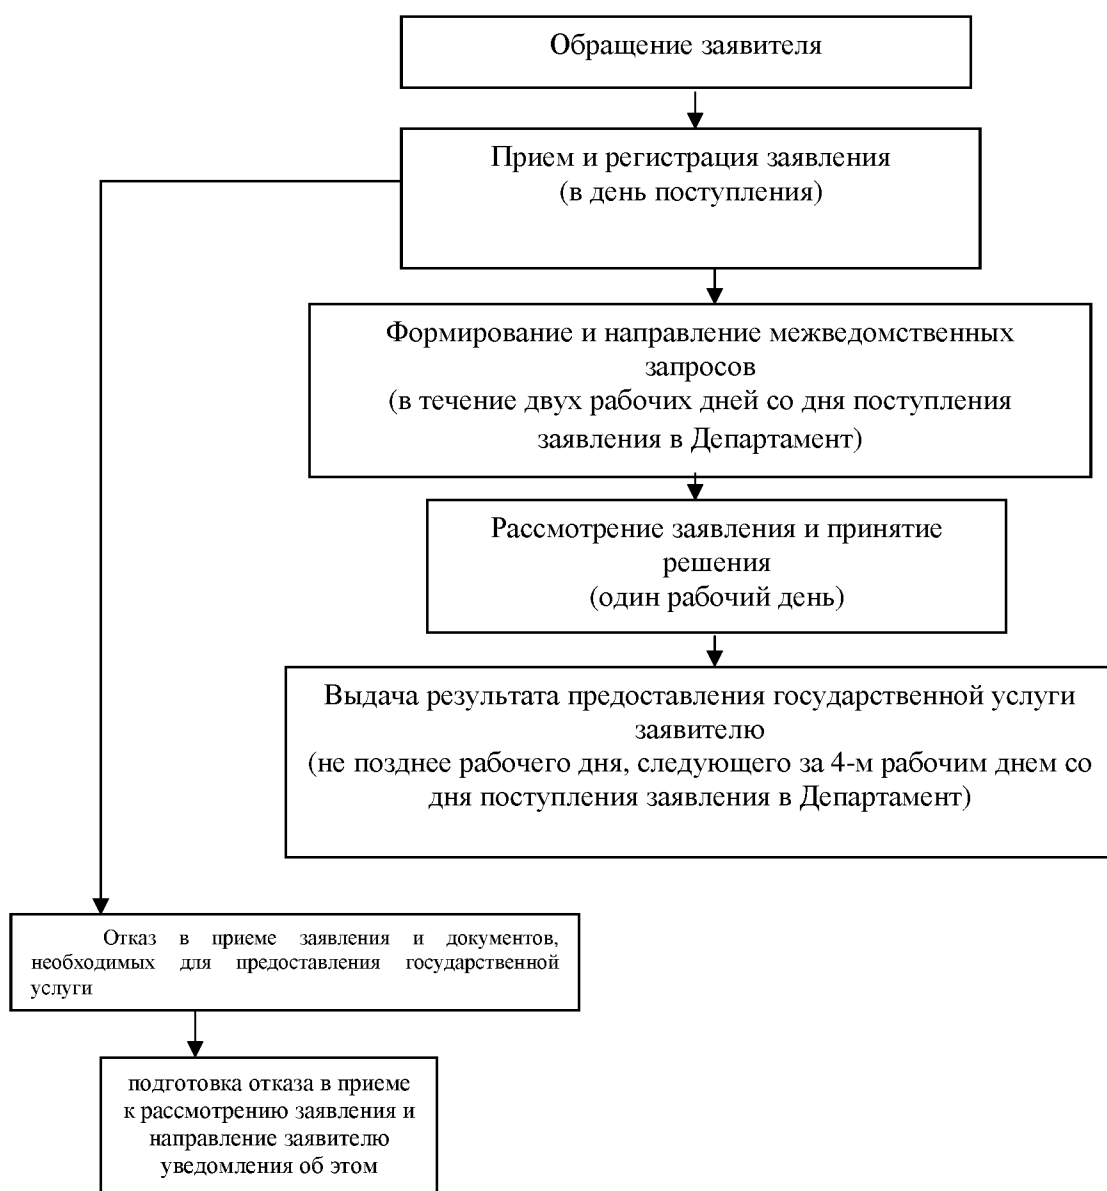 Обращение заявителя
Прием и регистрация заявления
(в день поступления)
Формирование и направление межведомственных
запросов
(в течение двух рабочих дней со дня поступления
заявления в Департамент)
Рассмотрение заявления и принятие
решения
(один рабочий день)
Выдача результата предоставления государственной услуги
заявителю
(не позднее рабочего дня, следующего за 4-м рабочим днем со
дня поступления заявления в Департамент)
Отказ в приеме заявления и документов,
необходимых для предоставления государственной
услуги
подготовка отказа в приеме
к рассмотрению заявления и
направление заявителю
уведомления об этом